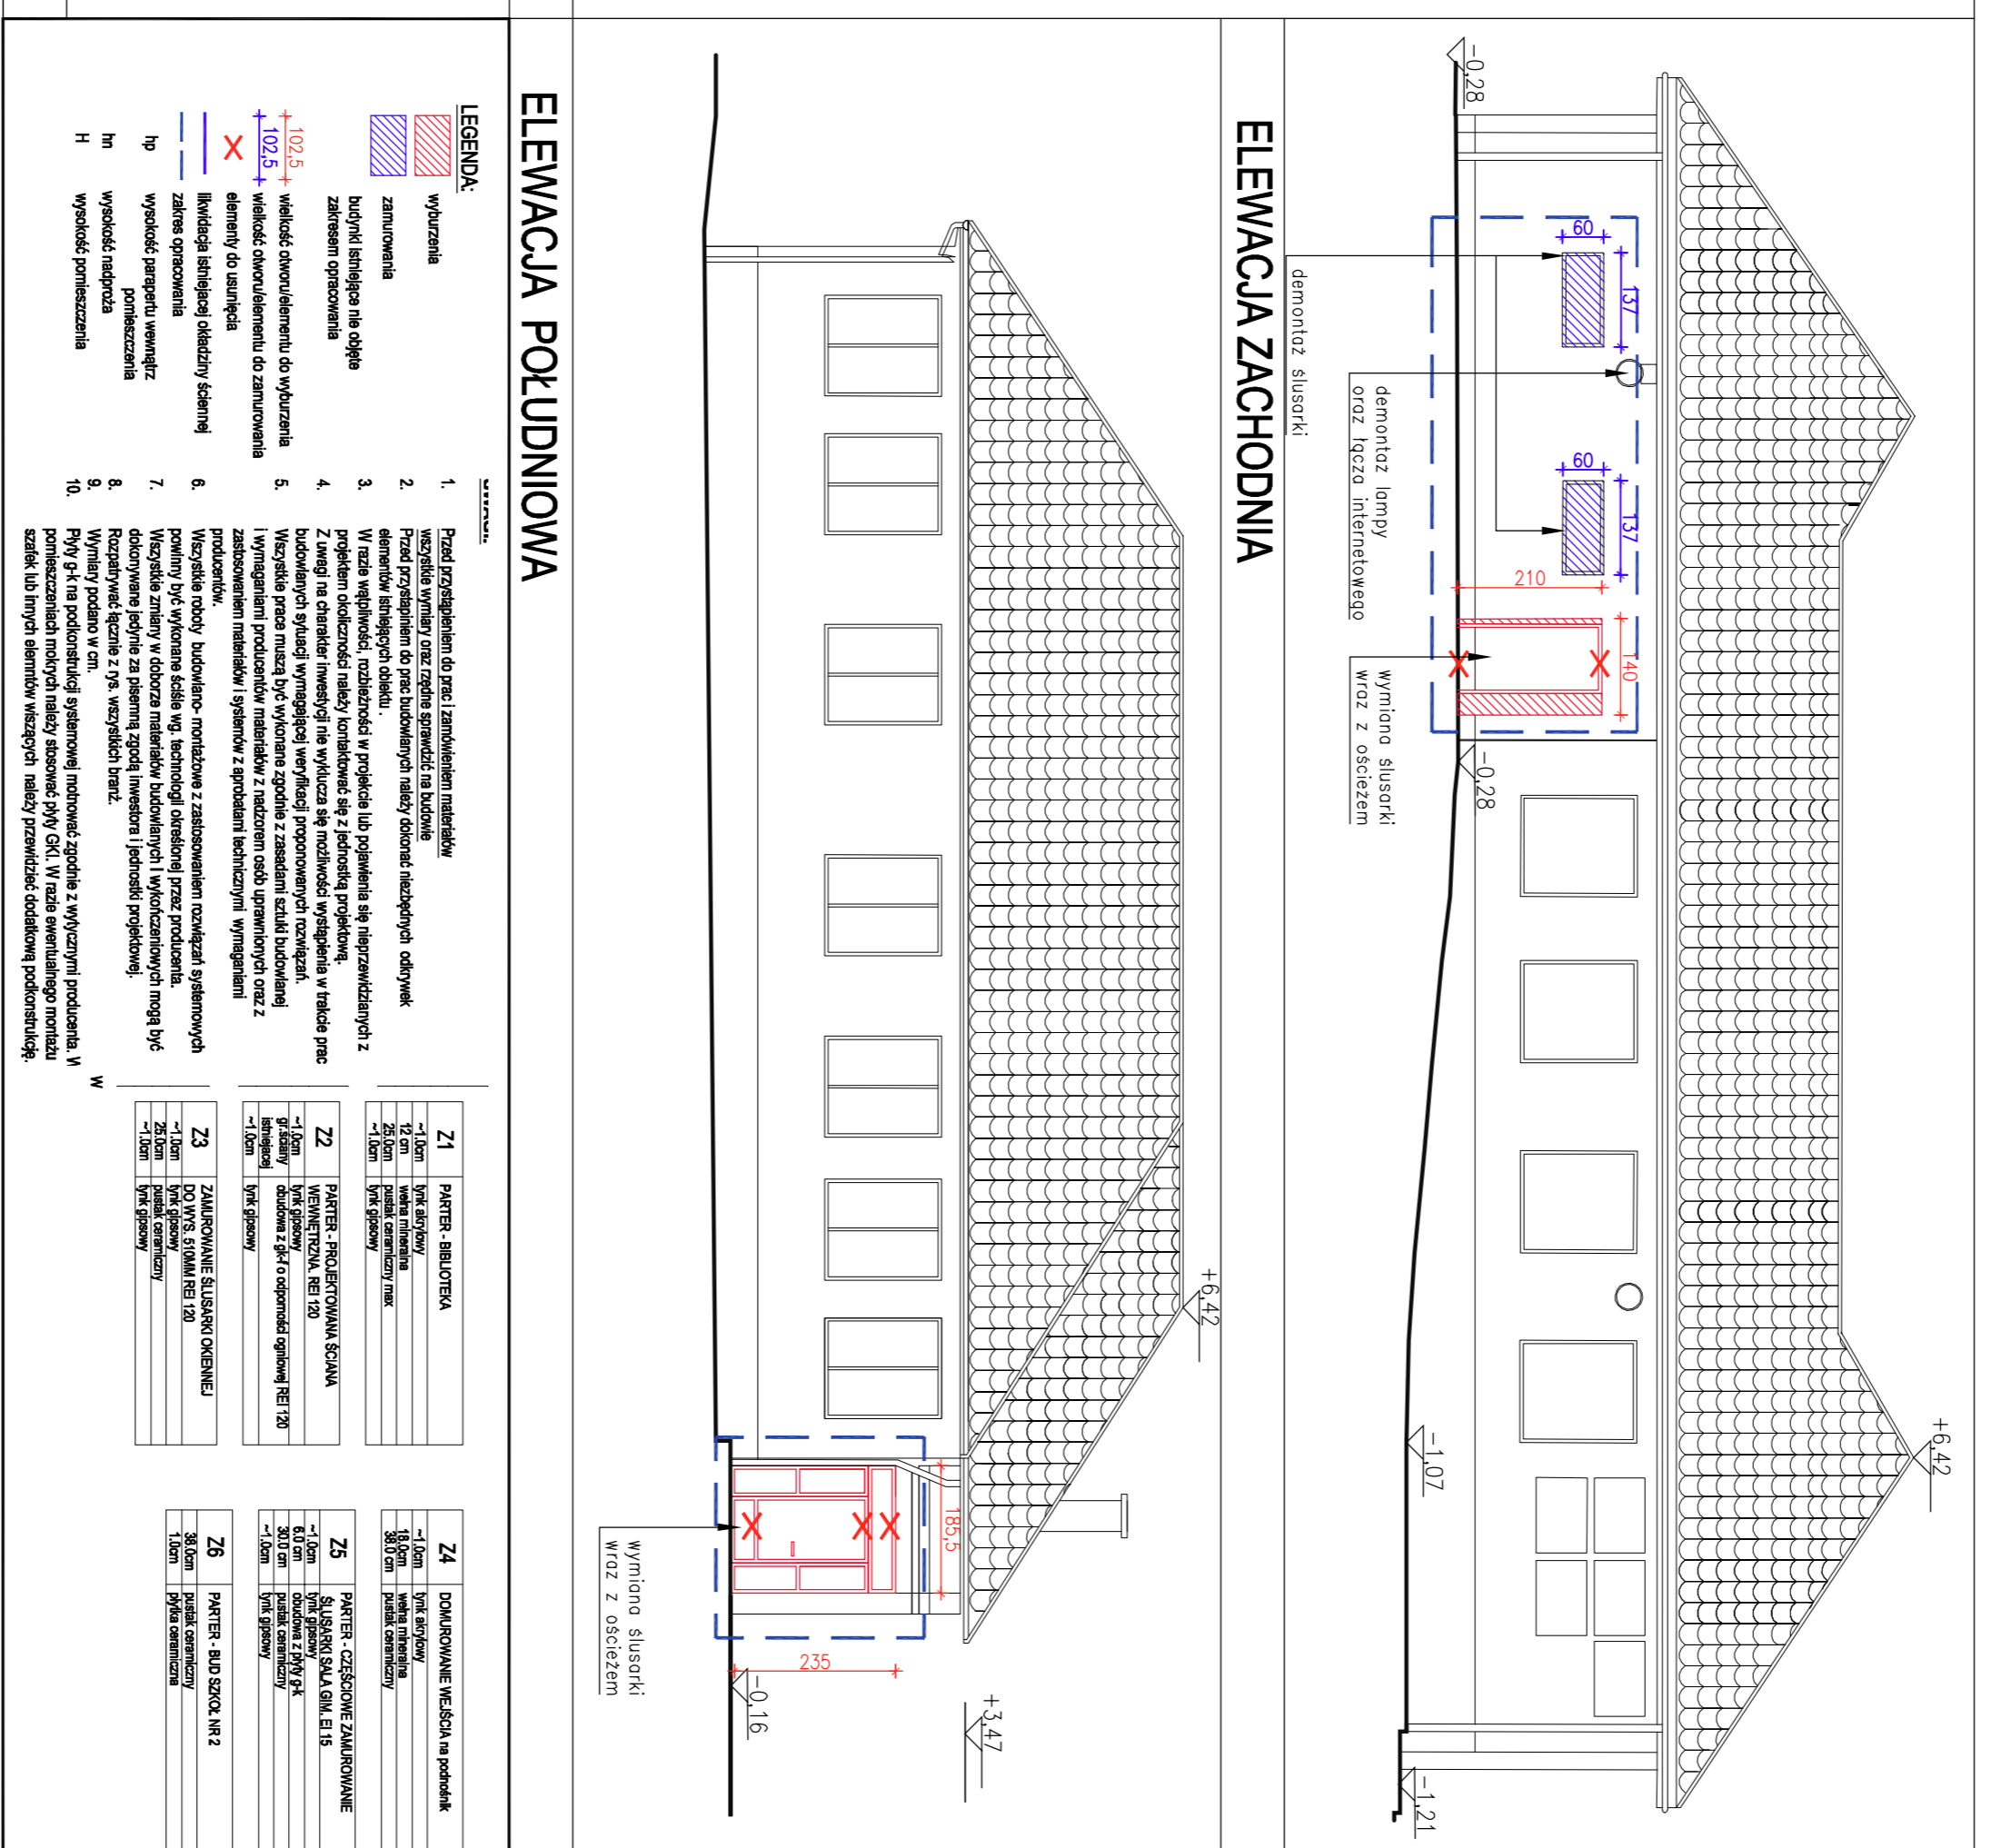 -0,28
60
137
60
137
210
140
-0,28
-1,07
+6,42
-1,21
demontaż ślusarki
demontaż lampy
oraz łącza internetowego
wymiana ślusarki
wraz z ościeżem
ELEWACJA ZACHODNIA
+6,42
185,5
235
-0,16
+3,47
wymiana ślusarki
wraz z ościeżem
ELEWACJA POŁUDNIOWA
LEGENDA:
wyburzenia
zamurowania
budynki istniejące nie objęte
zakresem opracowania
102,5 wielkość otworu/elementu do wyburzenia
102,5 wielkość otworu/elementu do zamurowania
elementy do usunięcia
likwidacja istniejacej okładziny ściennej
zakres opracowania
hp wysokość parapertu wewnątrz
pomieszczenia
hn wysokość nadproża
H wysokość pomieszczenia
1. Przed przystąpieniem do prac i zamówieniem materiałów
wszystkie wymiary oraz rzędne sprawdzić na budowie
2. Przed przystapiniem do prac budowlanych należy dokonać niezbędnych odkrywek
elementów istniejących obiektu .
3. W razie wątpliwości, rozbieżności w projekcie lub pojawienia się nieprzewidzianych z
projektem okoliczności należy kontaktować się z jednostką projektową.
4. Z uwagi na charakter inwestycji nie wyklucza się możliwości wystąpienia w trakcie prac
budowlanych sytuacji wymagającej weryfikacji proponowanych rozwiązań.
5. Wszystkie prace muszą być wykonane zgodnie z zasadami sztuki budowlanej
i wymaganiami producentów materiałów z nadzorem osób uprawnionych oraz z
zastosowaniem materiałów i systemów z aprobatami technicznymi wymaganiami
producentów.
6. Wszystkie roboty budowlano- montażowe z zastosowaniem rozwiązań systemowych
powinny być wykonane ściśle wg. technologii określonej przez producenta.
7. Wszystkie zmiany w doborze materiałów budowlanych i wykończeniowych mogą być
dokonywane jedynie za pisemną zgodą inwestora i jednostki projektowej.
8. Rozpatrywać łącznie z rys. wszystkich branż.
9. Wymiary podano w cm.
10. Płyty g-k na podkonstrukcji systemowej motnować zgodnie z wytycznymi producenta. W
pomieszczeniach mokrych należy stosować płyty GKI. W razie ewentualnego montażu
szafek lub innych elemntów wiszących należy przewidzieć dodatkową podkonstrukcję.
W
Z1 PARTER - BIBLIOTEKA
~1.0cm tynk akrylowy
12 cm wełna mineralna
25.0cm pustak ceramiczny max
~1.0cm tynk gipsowy
Z2 PARTER - PROJEKTOWANA ŚCIANA
WEWNĘTRZNA REI 120
~1.0cm tynk gipsowy
gr.ściany istniejacej obudowa z gk-f o odporności ogniowej REI 120
~1.0cm tynk gipsowy
Z3 ZAMUROWANIE ŚLUSARKI OKIENNEJ
DO WYS. 510MM REI 120
~1.0cm tynk gipsowy
25.0cm pustak ceramiczny
~1.0cm tynk gipsowy
Z4 DOMUROWANIE WEJŚCIA na podnośnik
~1.0cm tynk akrylowy
18.0cm wełna mineralna
38.0 cm pustak ceramiczny
Z5 PARTER - CZĘŚCIOWE ZAMUROWANIE
ŚLUSARKI SALA GIM. EI 15
~1.0cm tynk gipsowy
6.0 cm obudowa z płyty g-k
30.0 cm pustak ceramiczny
~1.0cm tynk gipsowy
Z6 PARTER - BUD SZKOŁ NR 2
38.0cm pustak ceramiczny
1.0cm płytka ceramiczna